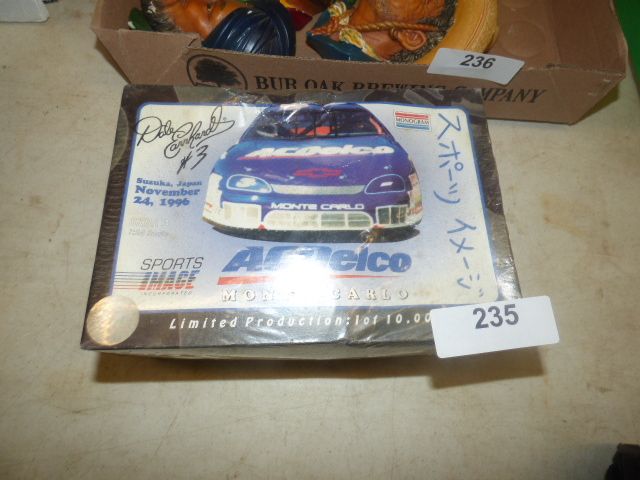 236
BUR OAK BREWING COMPANY
Dale Earnhardt
#3
MONOGRAM
スポーツ イメージ
ACDelco
MONTE CARLO
Suzuka, Japan
November
24, 1996
SPORTS
IMAGE
INCORPORATED
ACDelco
MONTE CARLO
Limited Production: 1 of 10,00
235